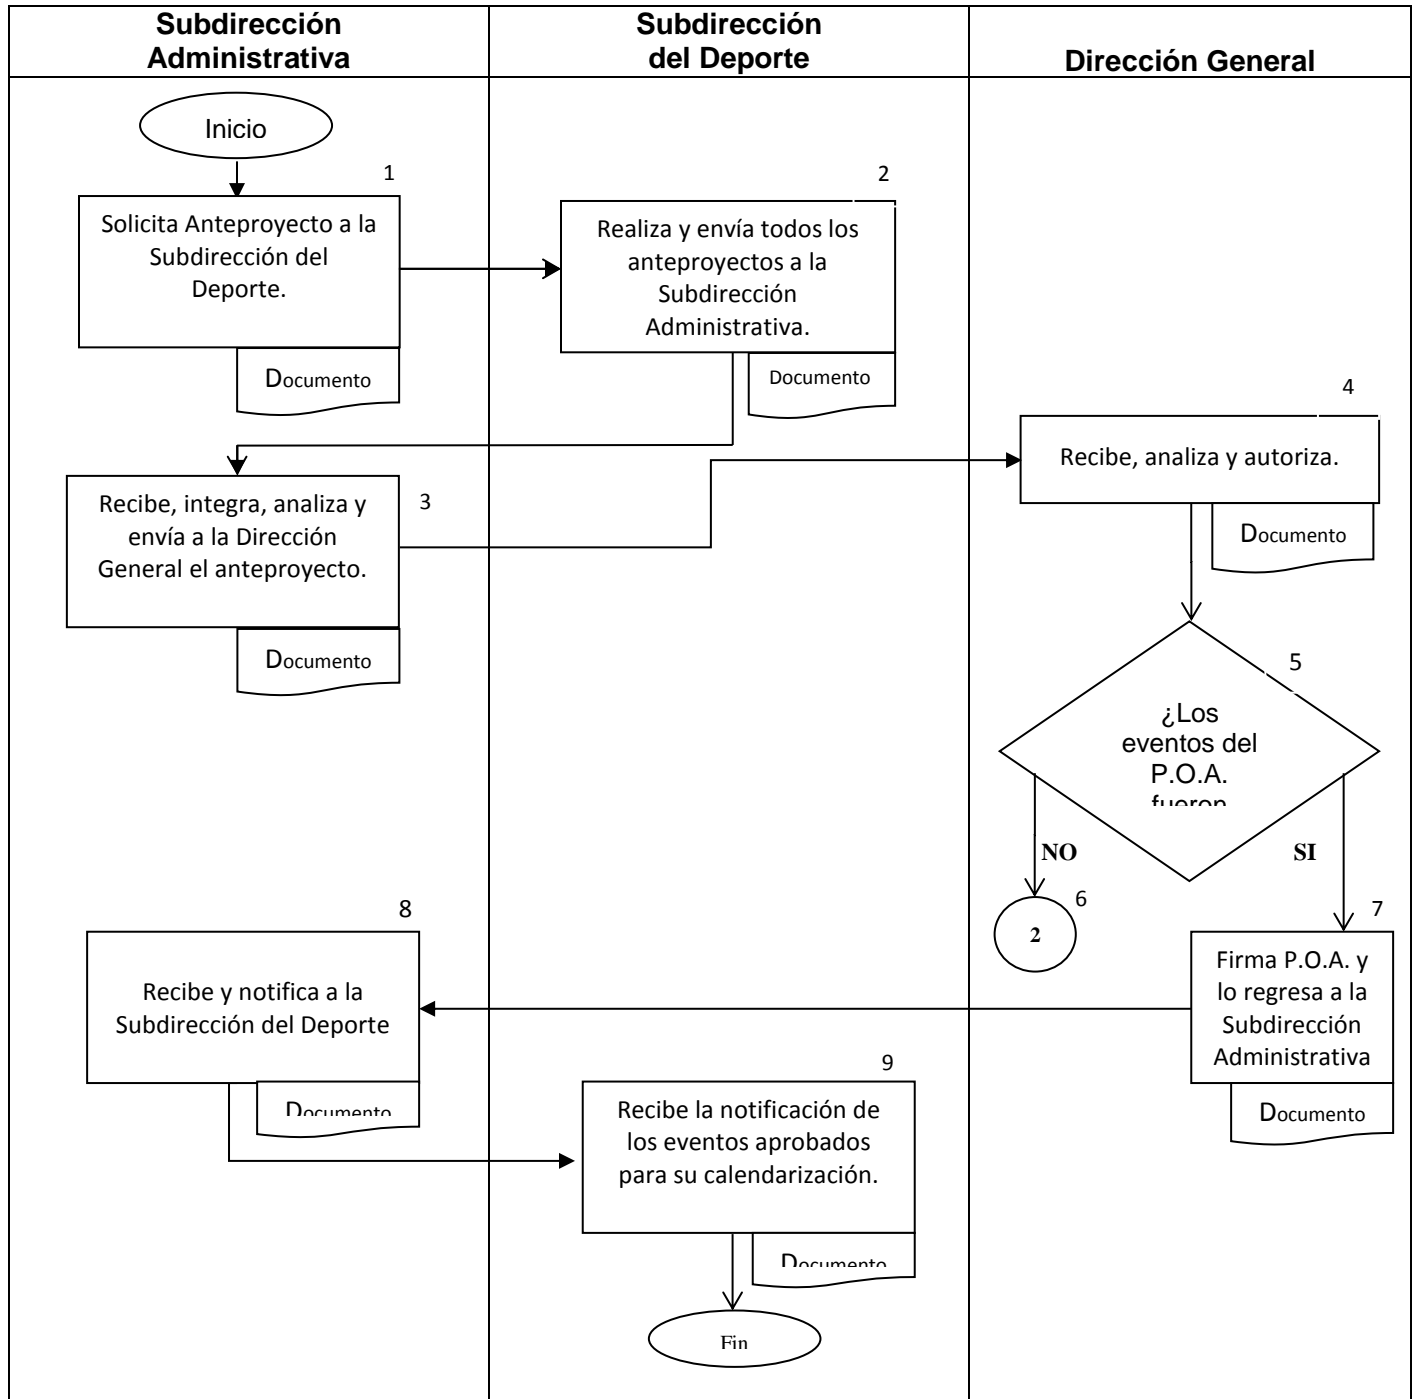 Subdirección
Administrativa
Subdirección
del Deporte
Dirección General
Inicio
1
Solicita Anteproyecto a la
Subdirección del
Deporte.
Documento
2
Realiza y envía todos los
anteproyectos a la
Subdirección
Administrativa.
Documento
3
Recibe, integra, analiza y
envía a la Dirección
General el anteproyecto.
Documento
4
Recibe, analiza y autoriza.
Documento
5
¿Los
eventos del
P.O.A.
fueron
NO
SI
6
2
7
Firma P.O.A. y
lo regresa a la
Subdirección
Administrativa
Documento
8
Recibe y notifica a la
Subdirección del Deporte
Documento
9
Recibe la notificación de
los eventos aprobados
para su calendarización.
Documento
Fin